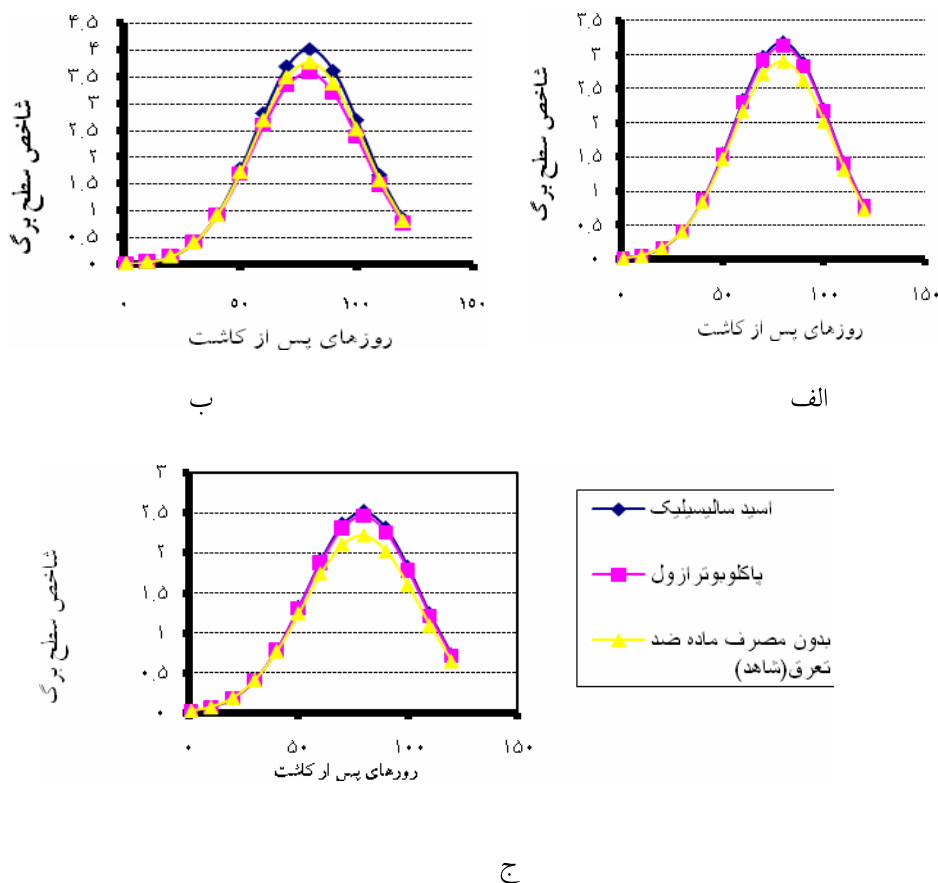 ۳.۵
۳
۲.۵
۲
۱.۵
۱
۰.۵
۰
شاخص سطح برگ
۰ ۵۰ ۱۰۰ ۱۵۰
روزهای پس از کاشت
الف
۴.۵
۴
۳.۵
۳
۲.۵
۲
۱.۵
۱
۰.۵
۰
شاخص سطح برگ
۰ ۵۰ ۱۰۰ ۱۵۰
روزهای پس از کاشت
ب
اسید سالیسیلیک
پاکلوبوترازول
بدون مصرف ماده ضد
تعرق(شاهد)
۳
۲.۵
۲
۱.۵
۱
۰.۵
۰
شاخص سطح برگ
۰ ۵۰ ۱۰۰ ۱۵۰
روزهای پس از کاشت
ج